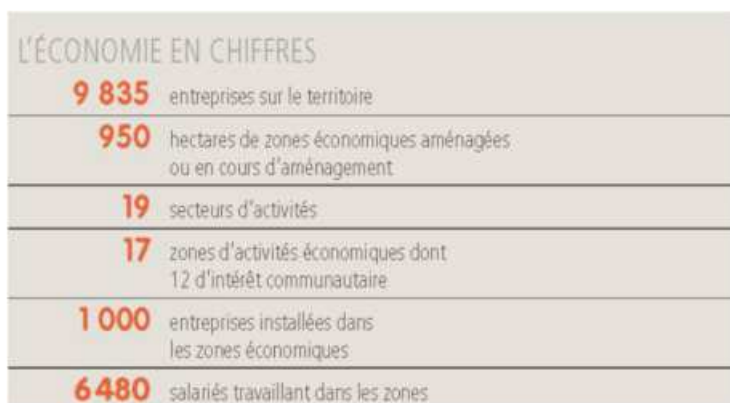 L'ÉCONOMIE EN CHIFFRES
9 835 entreprises sur le territoire
950 hectares de zones économiques aménagées
ou en cours d'aménagement
19 secteurs d'activités
17 zones d'activités économiques dont
12 d'intérêt communautaire
1 000 entreprises installées dans
les zones économiques
6 480 salariés travaillant dans les zones